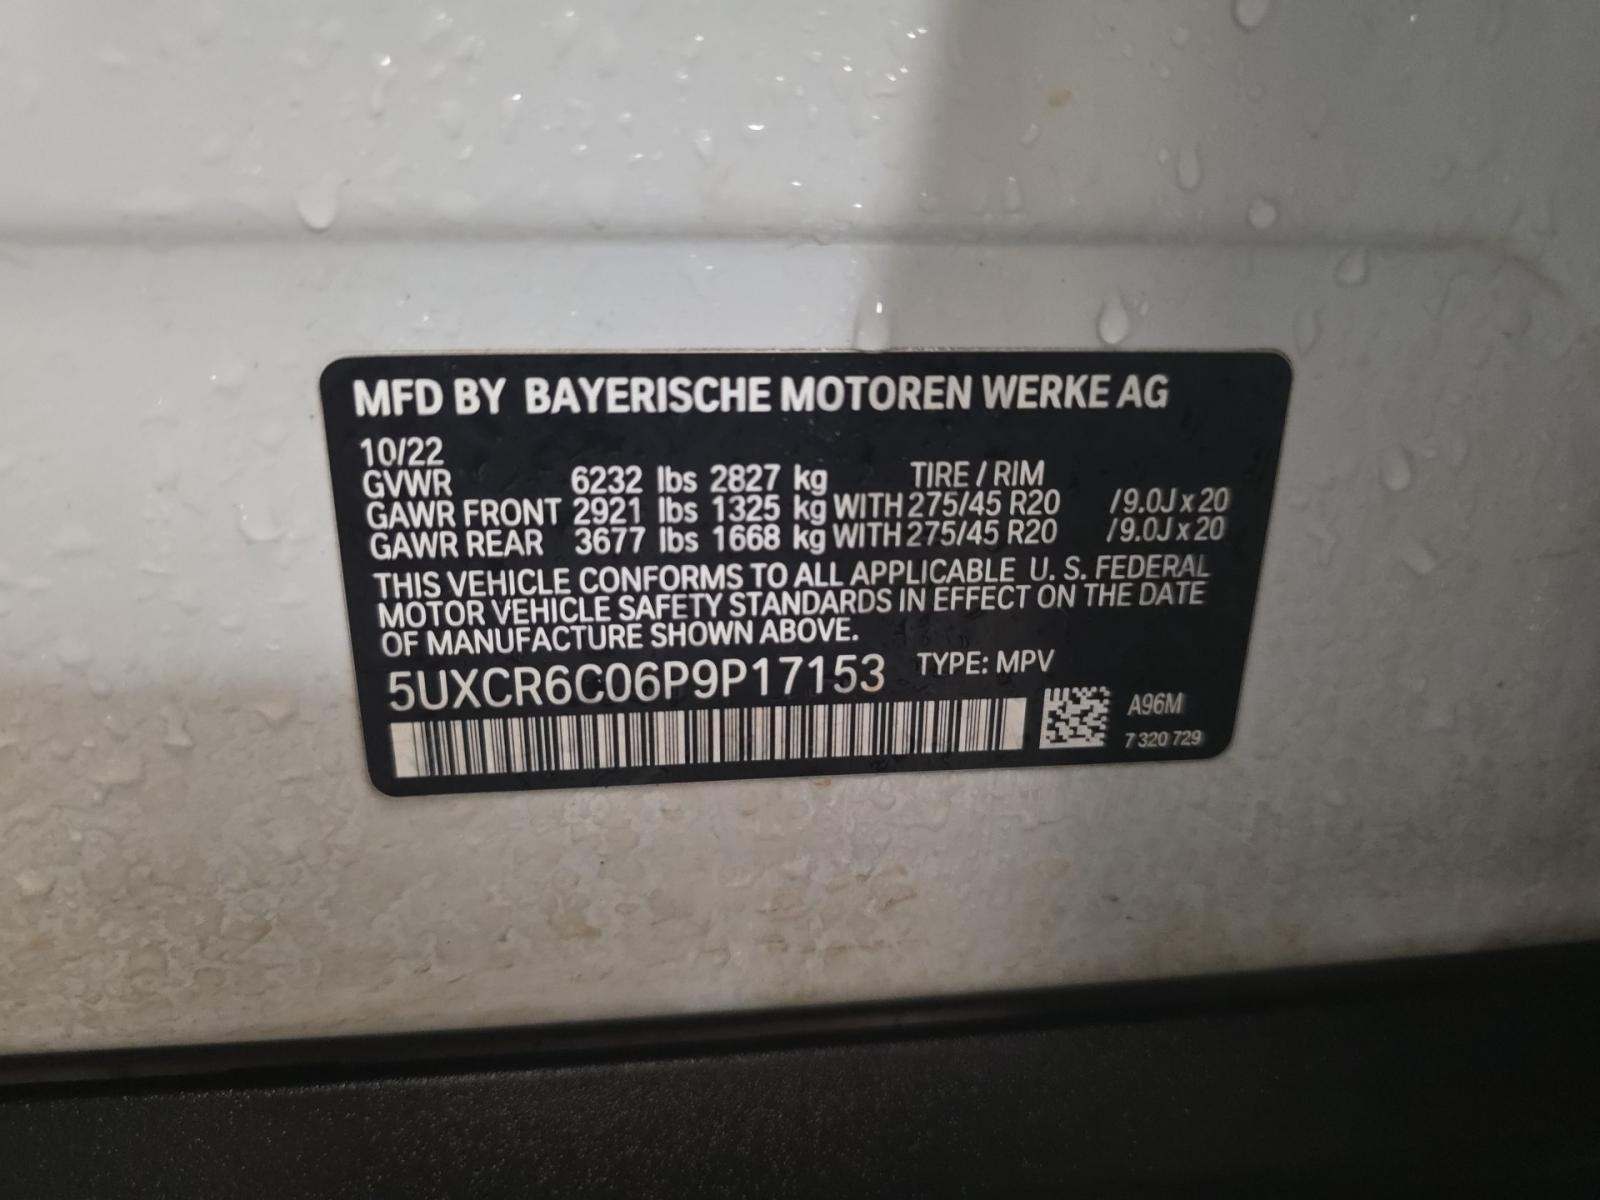 MFD BY BAYERISCHE MOTOREN WERKE AG
10/22
GVWR 6232 lbs 2827 kg TIRE / RIM
GAWR FRONT 2921 lbs 1325 kg WITH 275/45 R20 / 9.0J x 20
GAWR REAR 3677 lbs 1668 kg WITH 275/45 R20 / 9.0J x 20
THIS VEHICLE CONFORMS TO ALL APPLICABLE U. S. FEDERAL
MOTOR VEHICLE SAFETY STANDARDS IN EFFECT ON THE DATE
OF MANUFACTURE SHOWN ABOVE.
5UXCR6C06P9P17153 TYPE: MPV
A96M
7 320 729